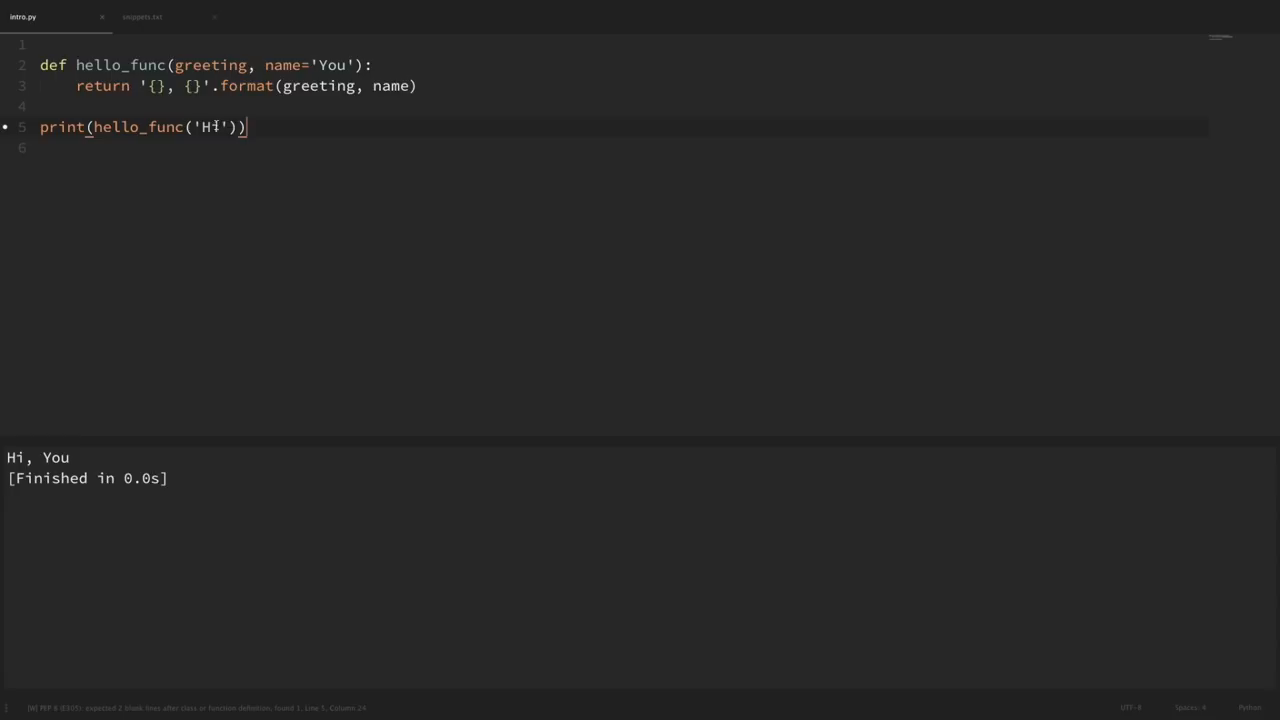 intro.py × snippets.txt ×
1
2 def hello_func(greeting, name='You'):
3     return '{}, {}'.format(greeting, name)
4
5 print(hello_func('Hi'))
6
Hi, You
[Finished in 0.0s]
[W] PEP 8 (E305): expected 2 blank lines after class or function definition, found 1, Line 5, Column 24 UTF-8 Spaces: 4 Python